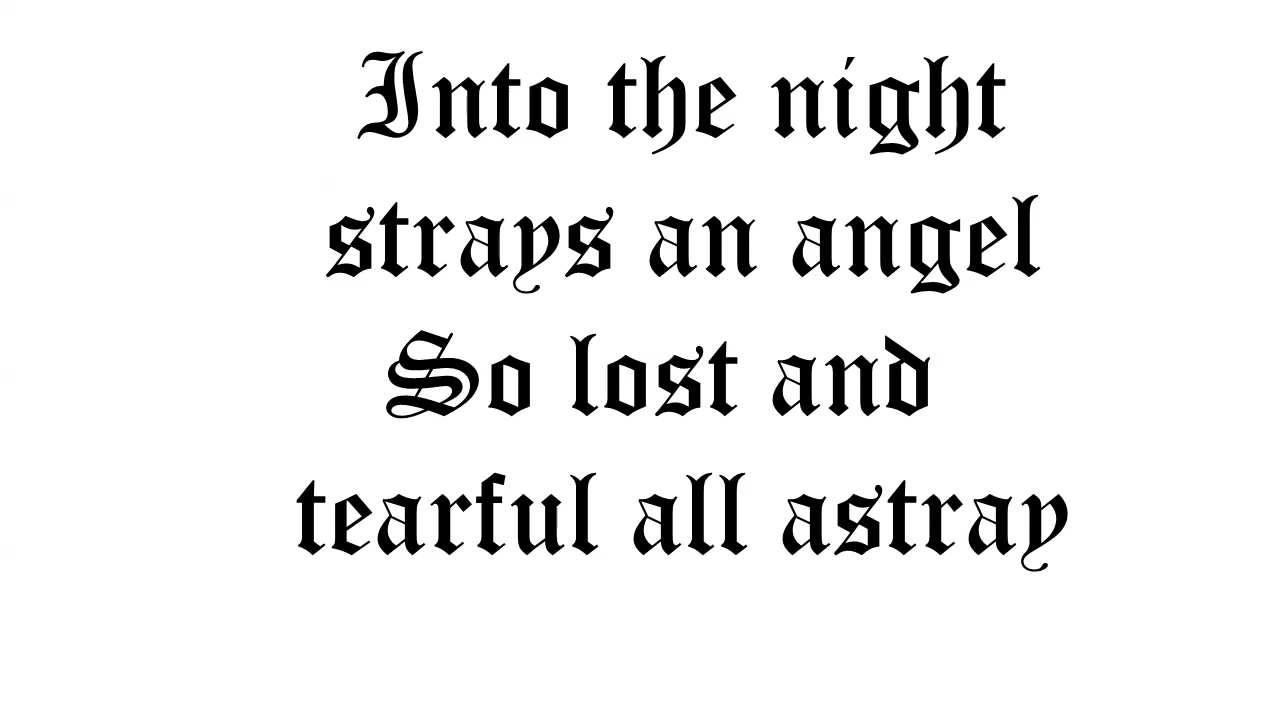 Into the night
strays an angel
So lost and
tearful all astray